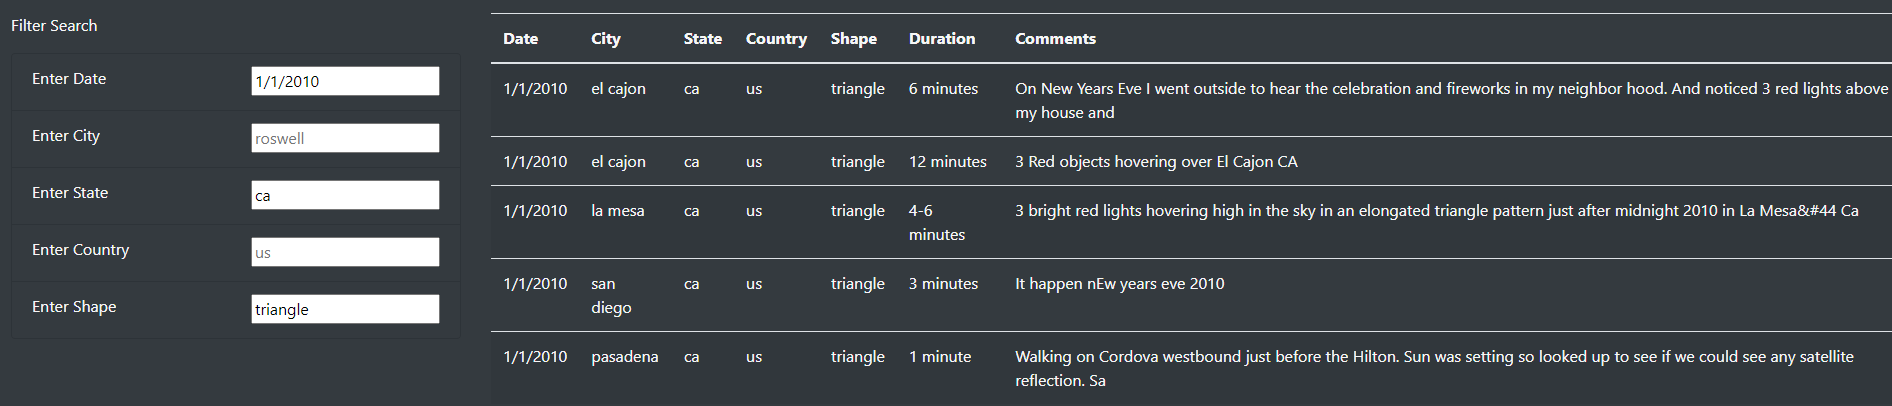 Filter Search
Enter Date 1/1/2010
Enter City roswell
Enter State ca
Enter Country us
Enter Shape triangle
Date City State Country Shape Duration Comments
1/1/2010 el cajon ca us triangle 6 minutes On New Years Eve I went outside to hear the celebration and fireworks in my neighbor hood. And noticed 3 red lights above
my house and
1/1/2010 el cajon ca us triangle 12 minutes 3 Red objects hovering over El Cajon CA
1/1/2010 la mesa ca us triangle 4-6 3 bright red lights hovering high in the sky in an elongated triangle pattern just after midnight 2010 in La Mesa&#44 Ca
minutes
1/1/2010 san ca us triangle 3 minutes It happen nEw years eve 2010
diego
1/1/2010 pasadena ca us triangle 1 minute Walking on Cordova westbound just before the Hilton. Sun was setting so looked up to see if we could see any satellite
reflection. Sa